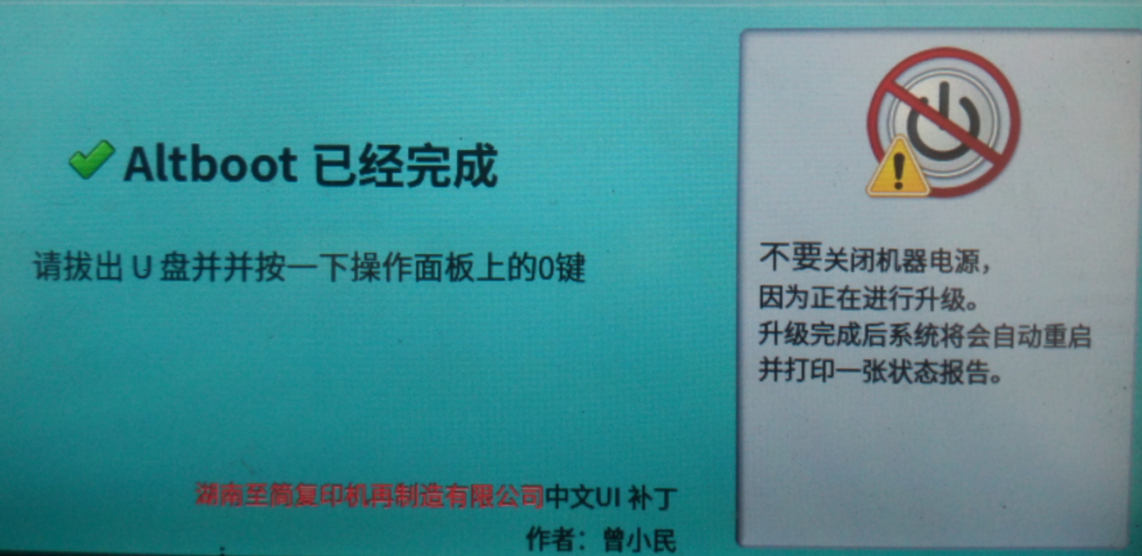 Altboot 已经完成
请拔出 U 盘并并按一下操作面板上的0键
不要关闭机器电源，
因为正在进行升级。
升级完成后系统将会自动重启
并打印一张状态报告。
湖南至简复印机再制造有限公司中文UI 补丁
作者：曾小民